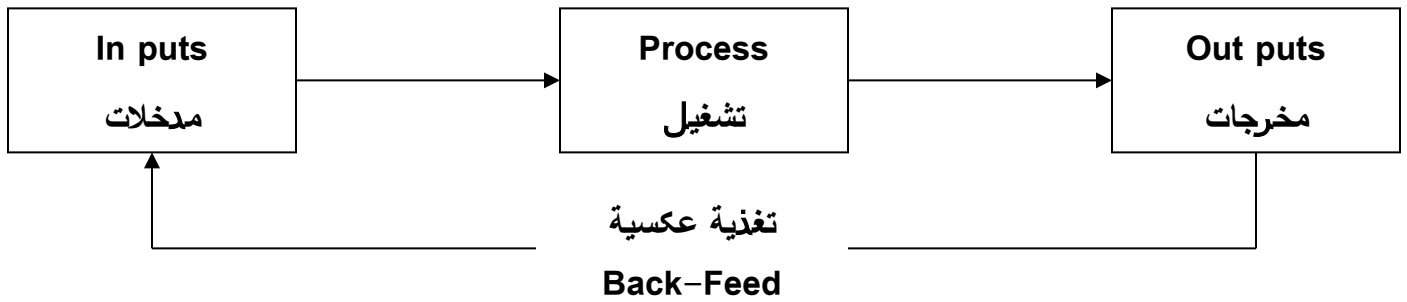 In puts
مدخلات
Process
تشغيل
Out puts
مخرجات
تغذية عكسية
Back-Feed